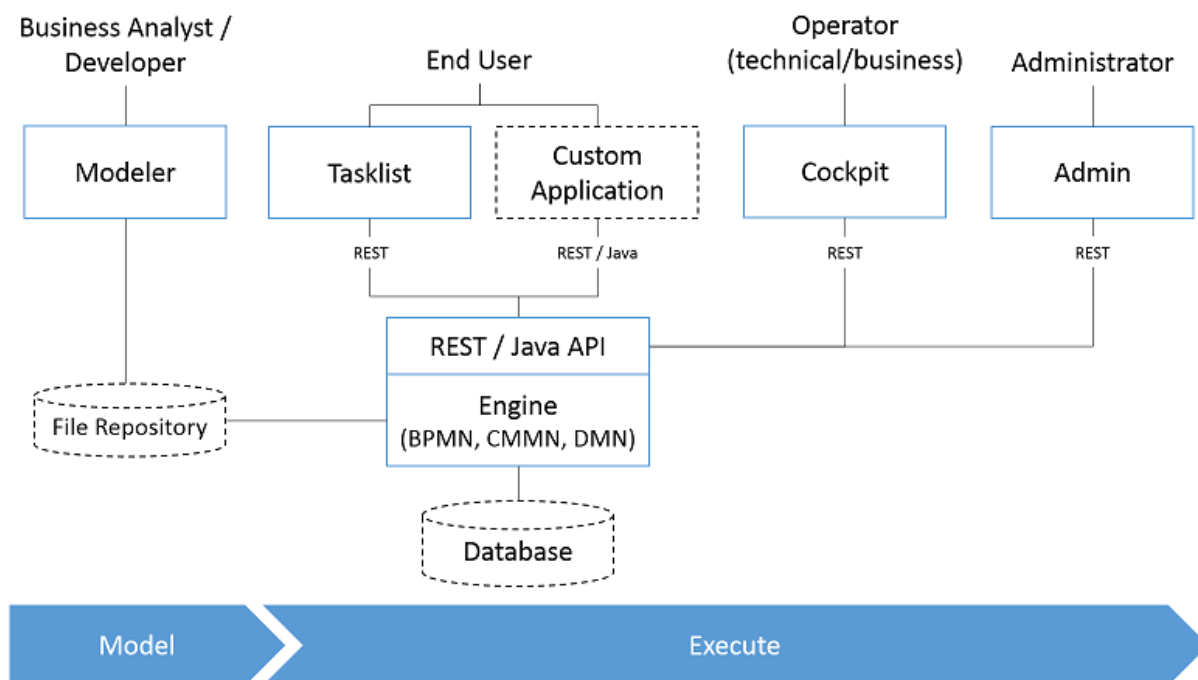 Business Analyst /
Developer
End User
Operator
(technical/business)
Administrator
Modeler
Tasklist
Custom
Application
Cockpit
Admin
REST
REST / Java
REST
REST
REST / Java API
Engine
(BPMN, CMMN, DMN)
File Repository
Database
Model
Execute